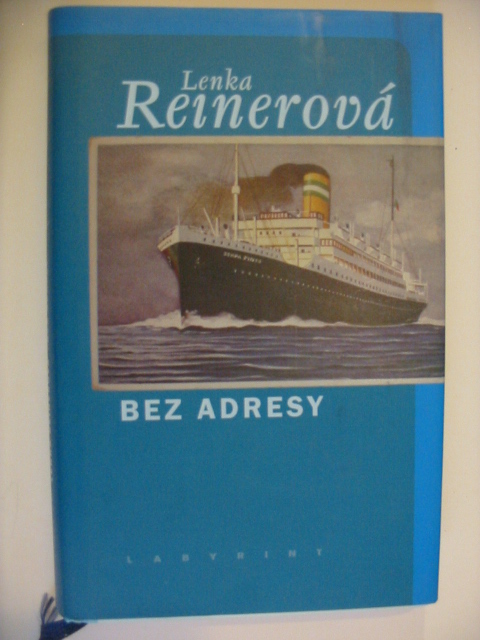 Lenka
Reinerová
BEZ ADRESY
LABYRINT